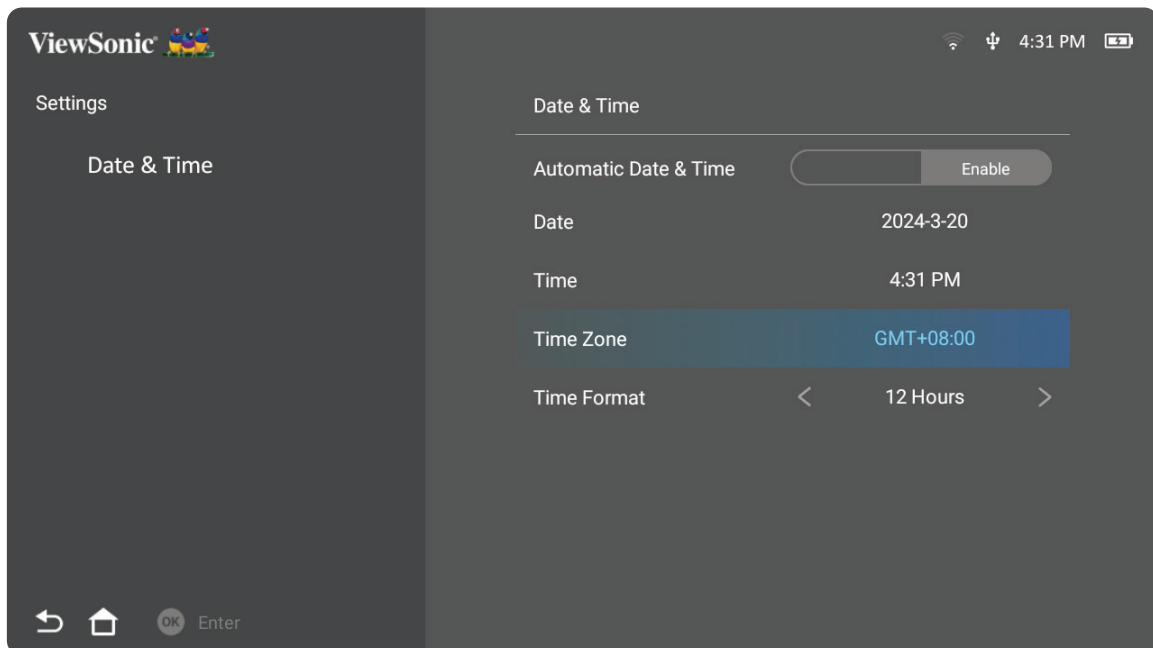 ViewSonic
4:31 PM
Settings
Date & Time
Date & Time
Automatic Date & Time Enable
Date 2024-3-20
Time 4:31 PM
Time Zone GMT+08:00
Time Format < 12 Hours >
OK Enter